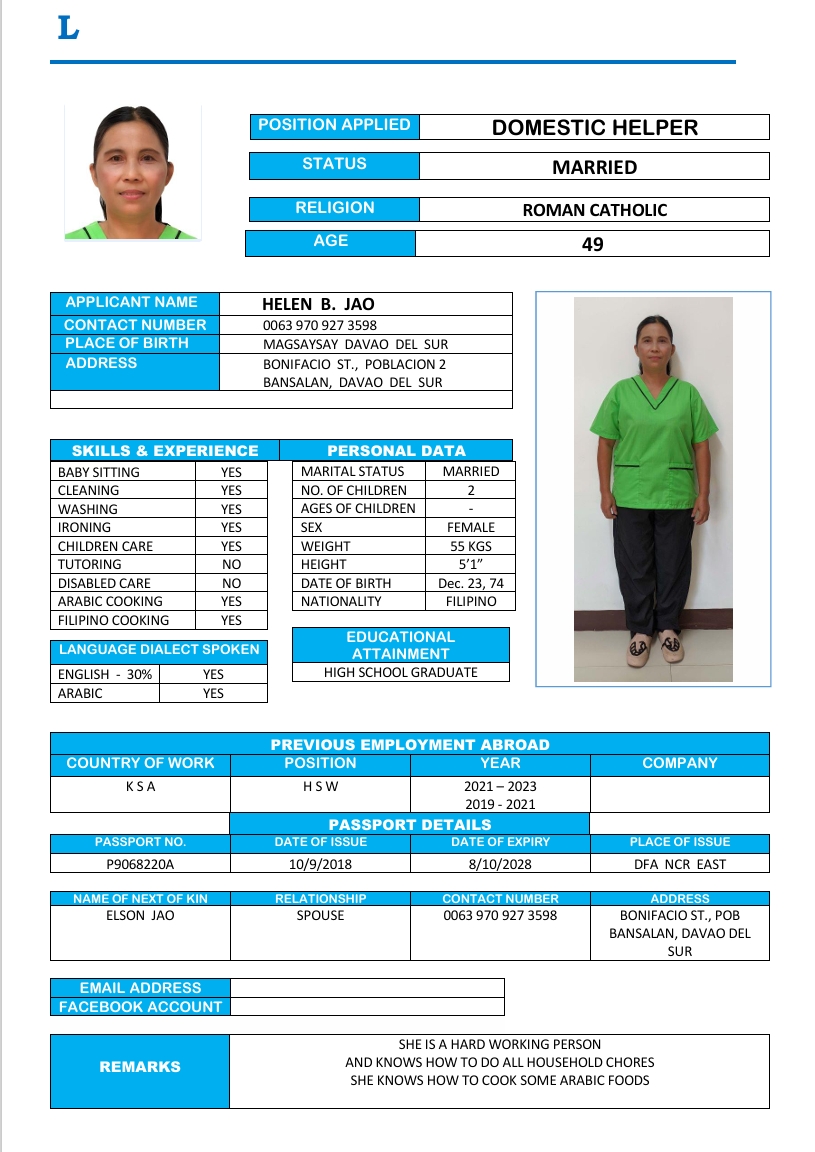 L
POSITION APPLIED DOMESTIC HELPER
STATUS MARRIED
RELIGION ROMAN CATHOLIC
AGE 49
APPLICANT NAME HELEN B. JAO
CONTACT NUMBER 0063 970 927 3598
PLACE OF BIRTH MAGSAYSAY DAVAO DEL SUR
ADDRESS BONIFACIO ST., POBLACION 2
BANSALAN, DAVAO DEL SUR
SKILLS & EXPERIENCE
BABY SITTING YES
CLEANING YES
WASHING YES
IRONING YES
CHILDREN CARE YES
TUTORING NO
DISABLED CARE NO
ARABIC COOKING YES
FILIPINO COOKING YES
LANGUAGE DIALECT SPOKEN
ENGLISH - 30% YES
ARABIC YES
PERSONAL DATA
MARITAL STATUS MARRIED
NO. OF CHILDREN 2
AGES OF CHILDREN -
SEX FEMALE
WEIGHT 55 KGS
HEIGHT 5’1”
DATE OF BIRTH Dec. 23, 74
NATIONALITY FILIPINO
EDUCATIONAL
ATTAINMENT
HIGH SCHOOL GRADUATE
PREVIOUS EMPLOYMENT ABROAD
COUNTRY OF WORK POSITION YEAR COMPANY
K S A H S W 2021 – 2023
2019 - 2021
PASSPORT DETAILS
PASSPORT NO. DATE OF ISSUE DATE OF EXPIRY PLACE OF ISSUE
P9068220A 10/9/2018 8/10/2028 DFA NCR EAST
NAME OF NEXT OF KIN RELATIONSHIP CONTACT NUMBER ADDRESS
ELSON JAO SPOUSE 0063 970 927 3598 BONIFACIO ST., POB
BANSALAN, DAVAO DEL
SUR
EMAIL ADDRESS
FACEBOOK ACCOUNT
REMARKS
SHE IS A HARD WORKING PERSON
AND KNOWS HOW TO DO ALL HOUSEHOLD CHORES
SHE KNOWS HOW TO COOK SOME ARABIC FOODS